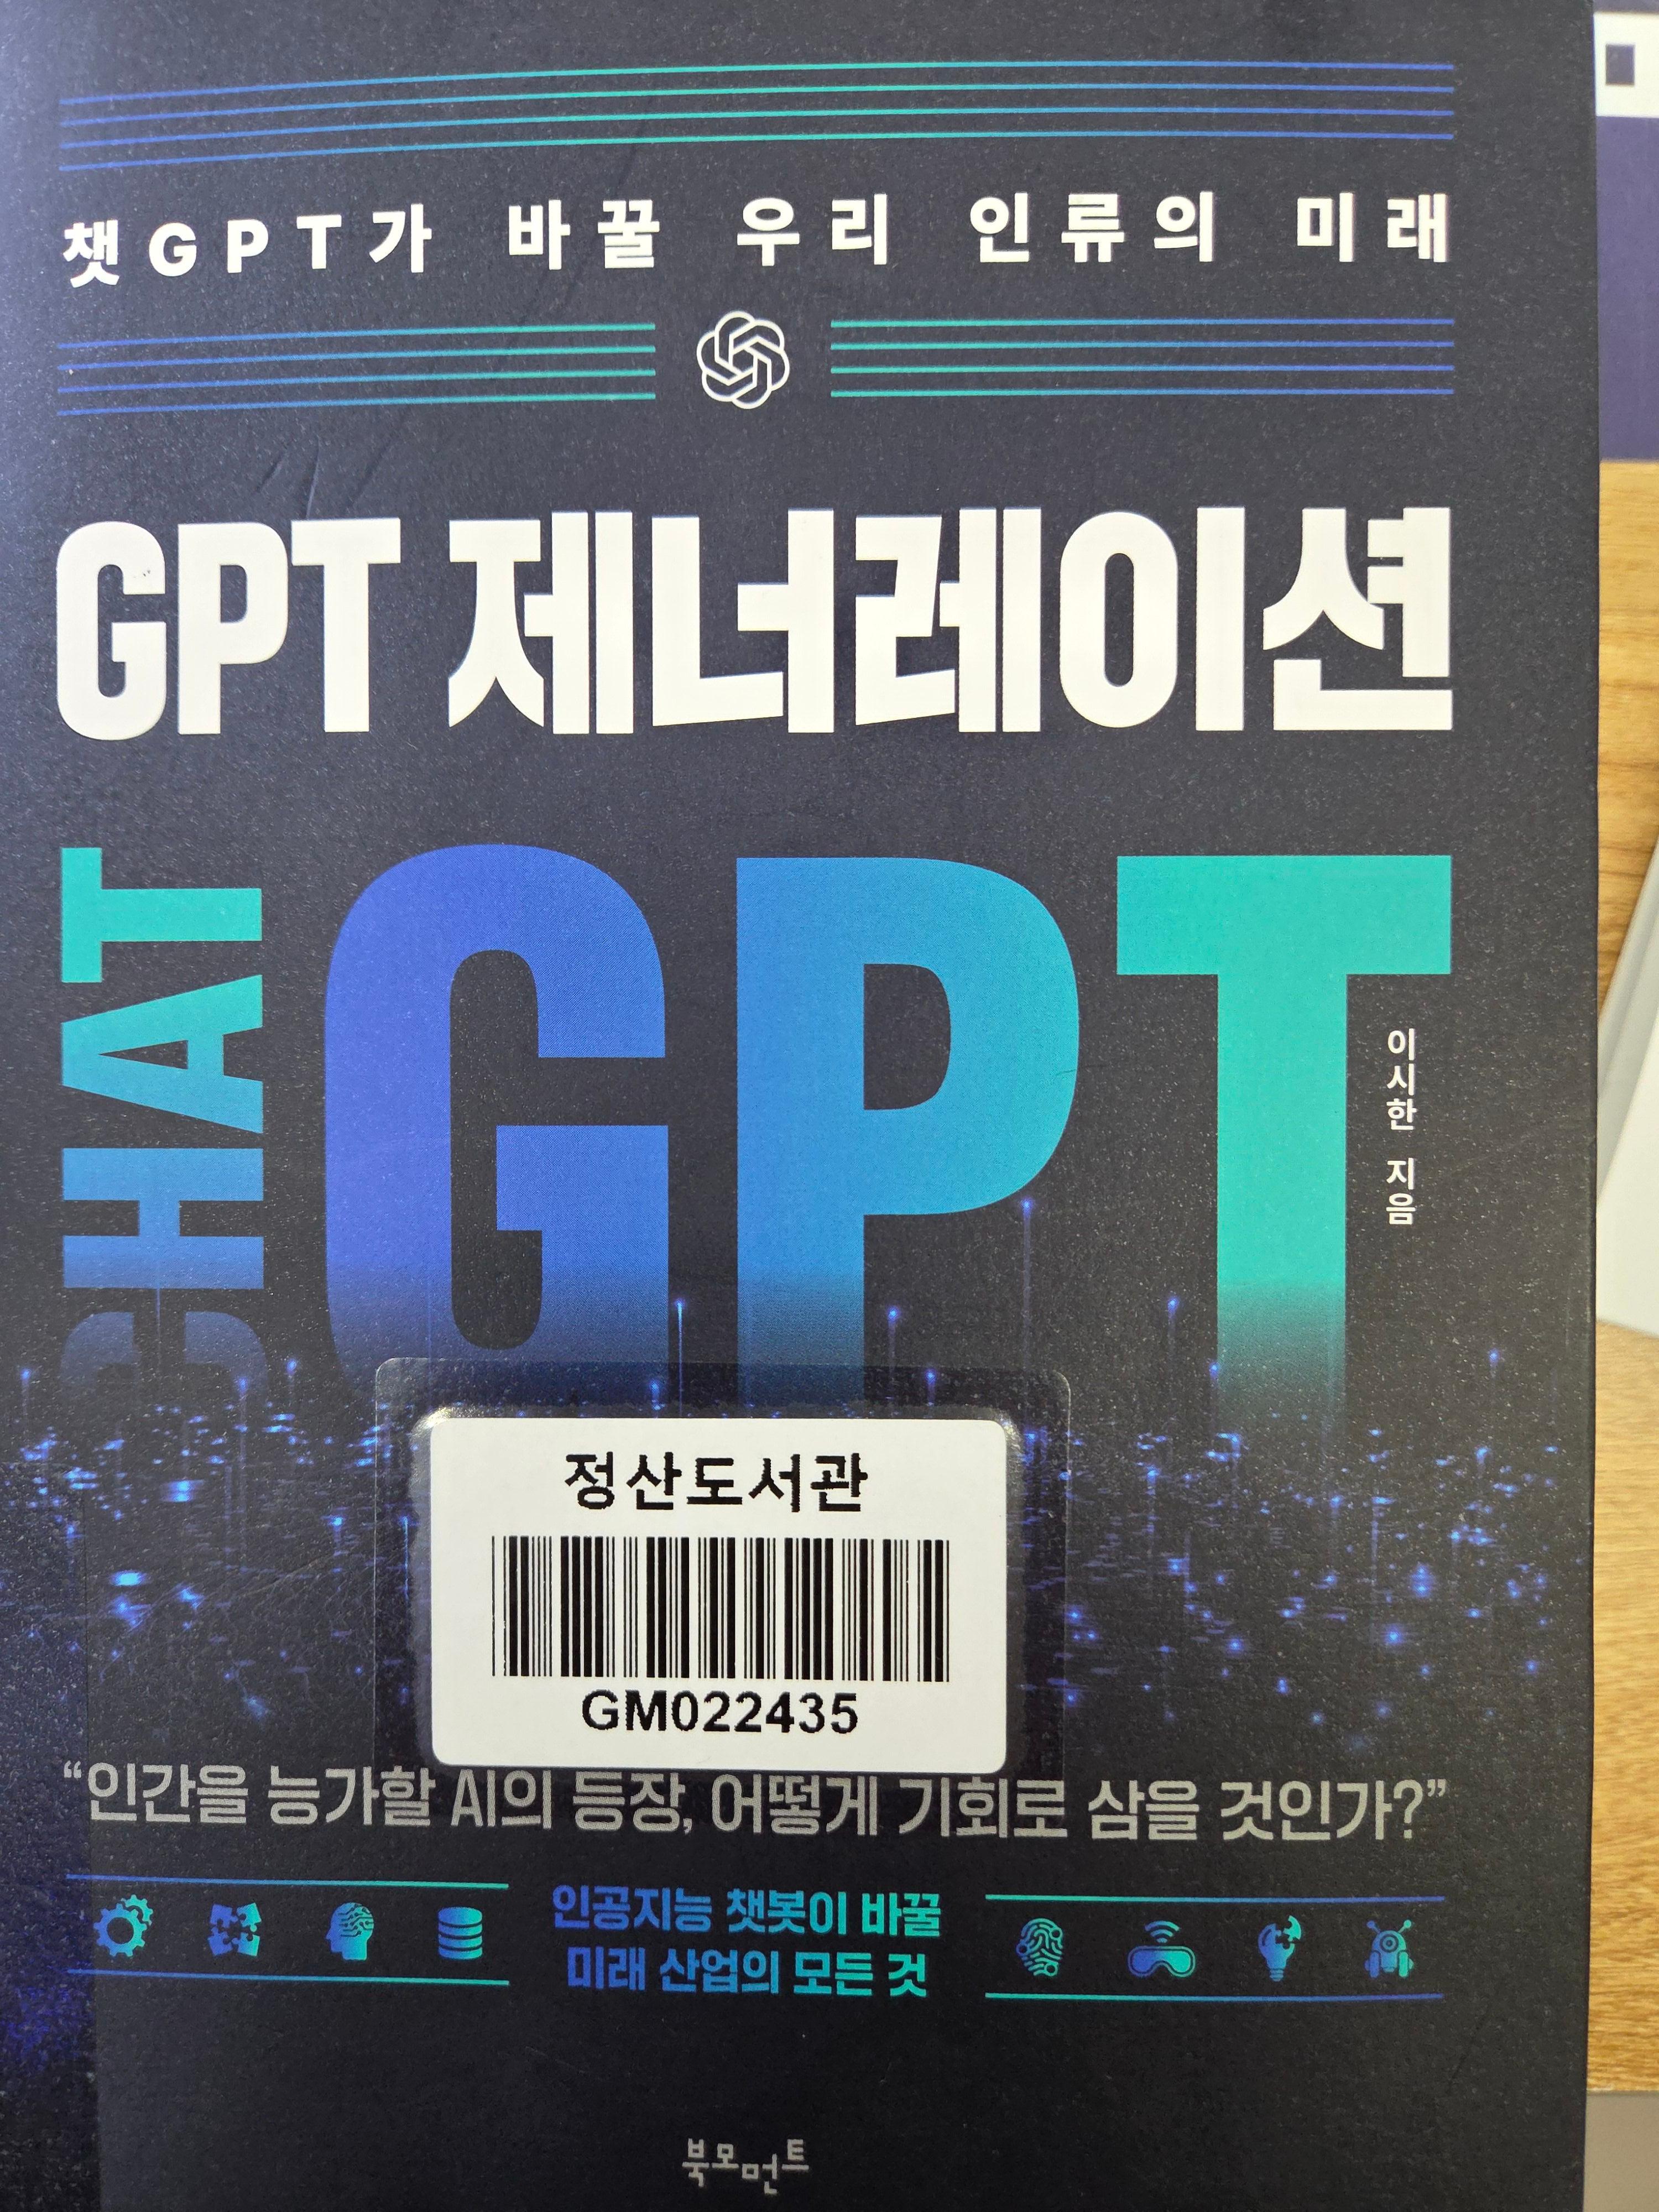 챗GPT가 바꿀 우리 인류의 미래
GPT 제너레이션
CHAT
GPT
이시한 지음
정산도서관
GM022435
“인간을 능가할 AI의 등장, 어떻게 기회로 삼을 것인가?”
인공지능 챗봇이 바꿀
미래 산업의 모든 것
북모먼트